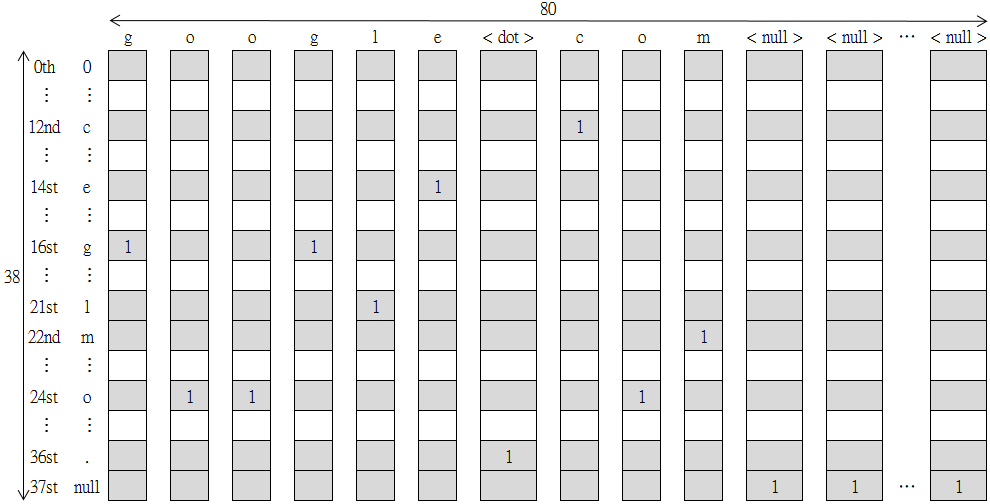 80
g o o g l e < dot > c o m < null > < null > ⋯ < null >
0th 0
⋮ ⋮
12nd c 1
⋮ ⋮
14st e 1
⋮ ⋮
16st g 1 1
38 ⋮ ⋮
21st l 1
22nd m 1
⋮ ⋮
24st o 1 1 1
⋮ ⋮
36st . 1
37st null 1 1 ⋯ 1